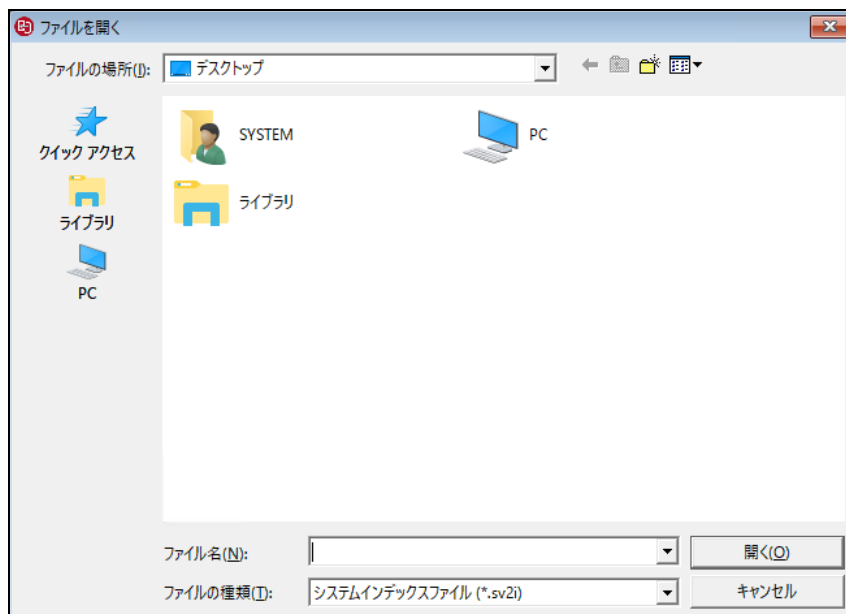 ファイルを開く
ファイルの場所(I): デスクトップ
クイック アクセス
ライブラリ
PC
SYSTEM PC
ライブラリ
ファイル名(N): 開く(O)
ファイルの種類(T): システムインデックスファイル (*.sv2i) キャンセル